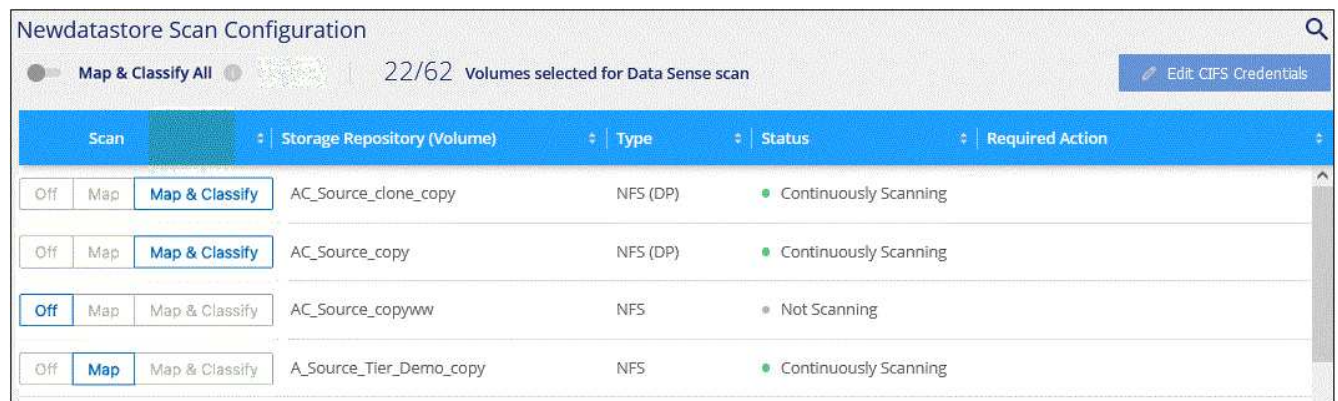 Newdatastore Scan Configuration
Map & Classify All 22/62 Volumes selected for Data Sense scan Edit CIFS Credentials
Scan Storage Repository (Volume) Type Status Required Action
Off Map Map & Classify AC_Source_clone_copy NFS (DP) Continuously Scanning
Off Map Map & Classify AC_Source_copy NFS (DP) Continuously Scanning
Off Map Map & Classify AC_Source_copyww NFS Not Scanning
Off Map Map & Classify A_Source_Tier_Demo_copy NFS Continuously Scanning